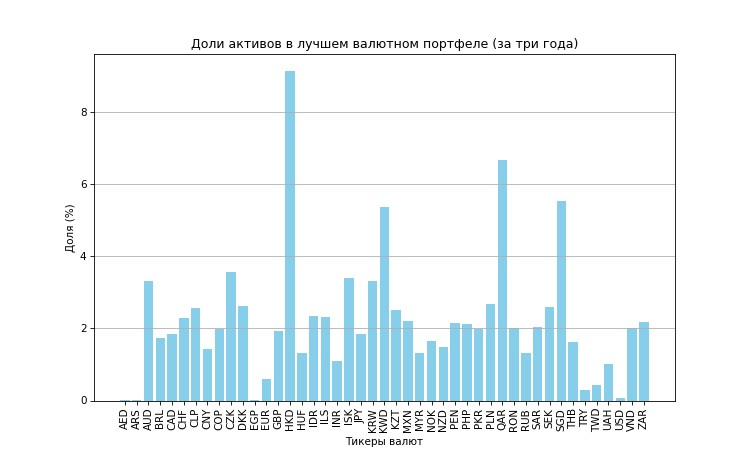 Доли активов в лучшем валютном портфеле (за три года)
Доля (%)
8
6
4
2
0
AED ARS AUD BRL CAD CHF CLP CNY COP CZK DKK EGP EUR GBP HKD HUF IDR ILS INR ISK JPY KRW KWD KZT MXN MYR NOK NZD PEN PHP PKR PLN QAR RON RUB SAR SEK SGD THB TRY TWD UAH USD VND ZAR
Тикеры валют